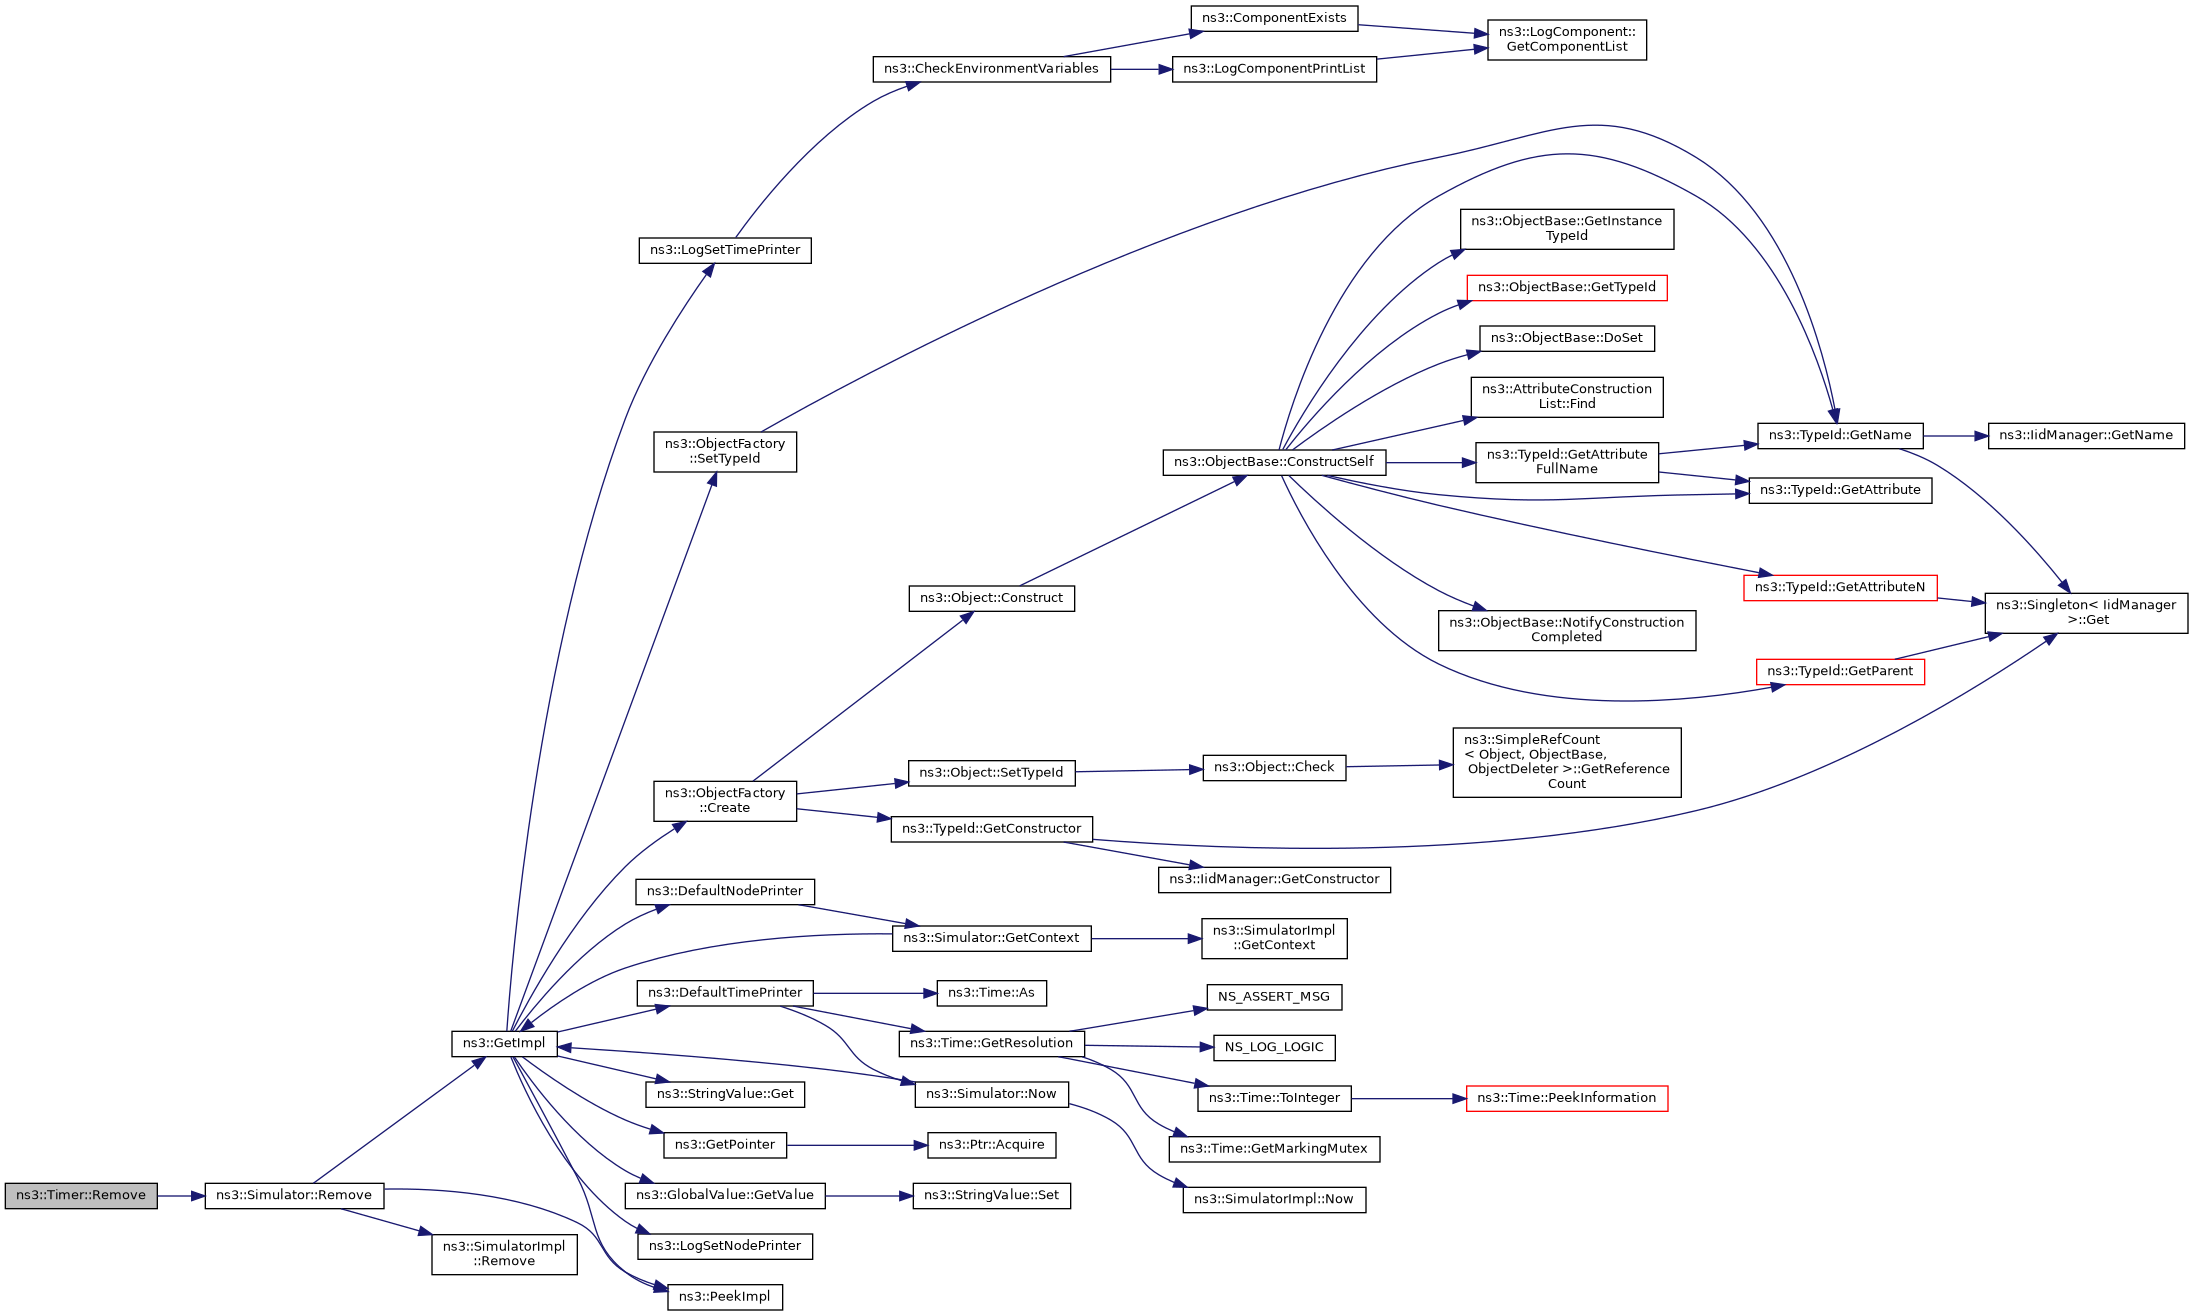 ns3::ComponentExists
ns3::LogComponent::
GetComponentList
ns3::CheckEnvironmentVariables
ns3::LogComponentPrintList
ns3::ObjectBase::GetInstance
TypeId
ns3::LogSetTimePrinter
ns3::ObjectBase::GetTypeId
ns3::ObjectBase::DoSet
ns3::AttributeConstruction
List::Find
ns3::TypeId::GetName
ns3::IidManager::GetName
ns3::ObjectFactory
::SetTypeId
ns3::ObjectBase::ConstructSelf
ns3::TypeId::GetAttribute
FullName
ns3::TypeId::GetAttribute
ns3::TypeId::GetAttributeN
ns3::Object::Construct
ns3::Singleton< IidManager
>::Get
ns3::ObjectBase::NotifyConstruction
Completed
ns3::TypeId::GetParent
ns3::SimpleRefCount
< Object, ObjectBase,
ObjectDeleter >::GetReference
Count
ns3::Object::SetTypeId
ns3::Object::Check
ns3::ObjectFactory
::Create
ns3::TypeId::GetConstructor
ns3::IidManager::GetConstructor
ns3::DefaultNodePrinter
ns3::Simulator::GetContext
ns3::SimulatorImpl
::GetContext
ns3::DefaultTimePrinter
ns3::Time::As
NS_ASSERT_MSG
ns3::GetImpl
ns3::Time::GetResolution
NS_LOG_LOGIC
ns3::StringValue::Get
ns3::Simulator::Now
ns3::Time::ToInteger
ns3::Time::PeekInformation
ns3::GetPointer
ns3::Ptr::Acquire
ns3::Time::GetMarkingMutex
ns3::Timer::Remove
ns3::Simulator::Remove
ns3::GlobalValue::GetValue
ns3::StringValue::Set
ns3::SimulatorImpl::Now
ns3::SimulatorImpl
::Remove
ns3::LogSetNodePrinter
ns3::PeekImpl